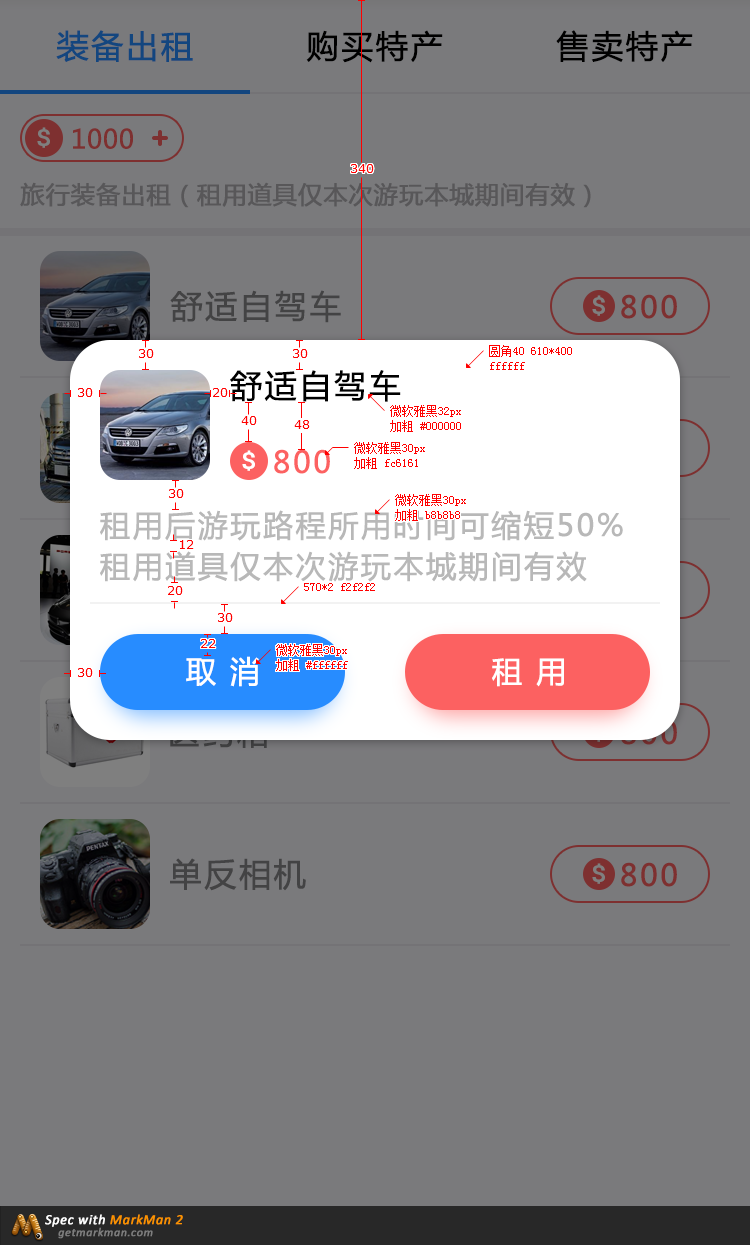 装备出租
购买特产
售卖特产
$ 1000 +
340
旅行装备出租（租用道具仅本次游玩本城期间有效）
舒适自驾车
$ 800
30
30
圆角40 610*400
ffffff
30
20
舒适自驾车
微软雅黑32px
加粗 #000000
40
48
$ 800
微软雅黑30px
加粗 fc6161
30
微软雅黑30px
加粗 b8b8b8
租用后游玩路程所用时间可缩短50%
12
租用道具仅本次游玩本城期间有效
20
570*2 f2f2f2
30
22
微软雅黑30px
加粗 #ffffff
30
取 消
租 用
单反相机
$ 800
Spec with MarkMan 2
getmarkman.com